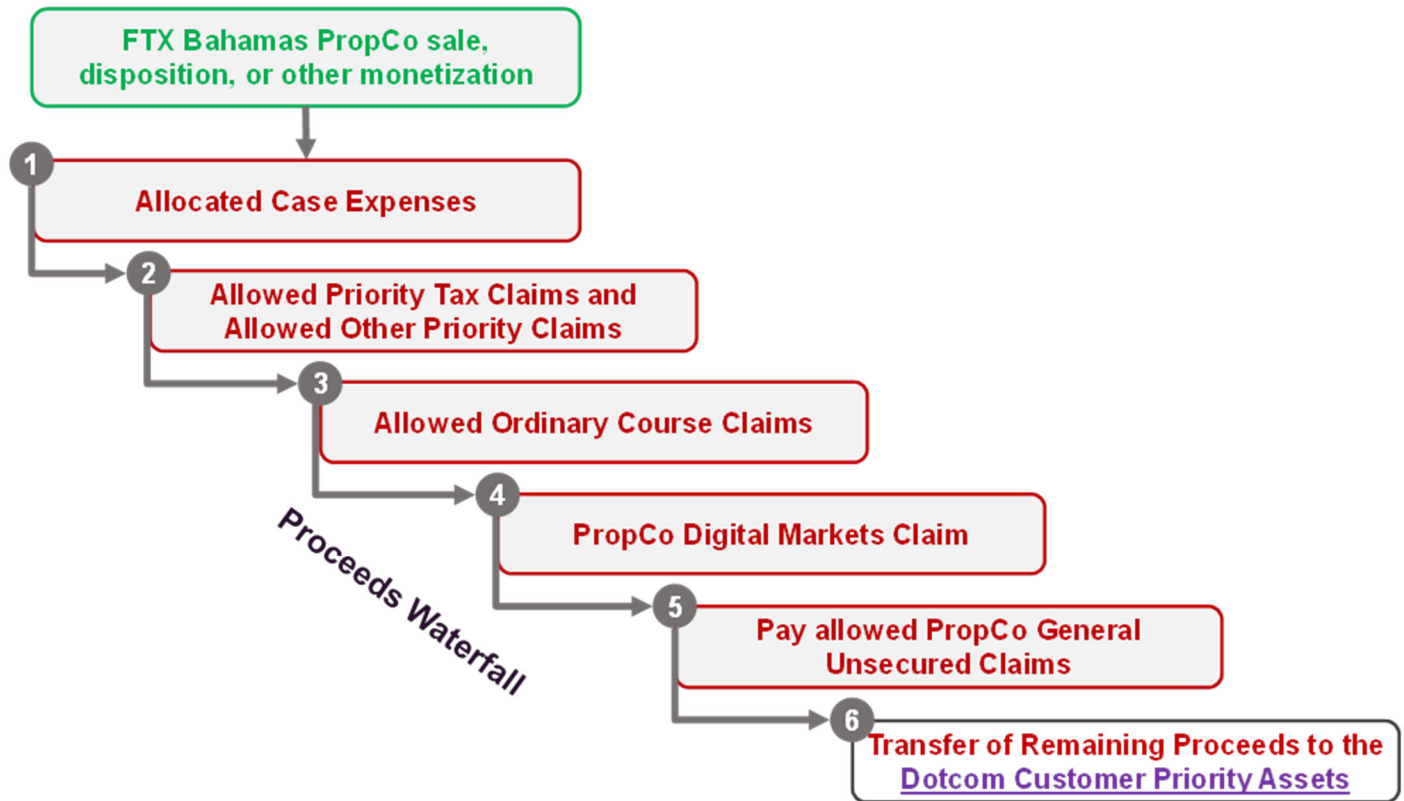 FTX Bahamas PropCo sale,
disposition, or other monetization
1
Allocated Case Expenses
2
Allowed Priority Tax Claims and
Allowed Other Priority Claims
3
Allowed Ordinary Course Claims
4
PropCo Digital Markets Claim
Proceeds Waterfall
5
Pay allowed PropCo General
Unsecured Claims
6
Transfer of Remaining Proceeds to the
Dotcom Customer Priority Assets